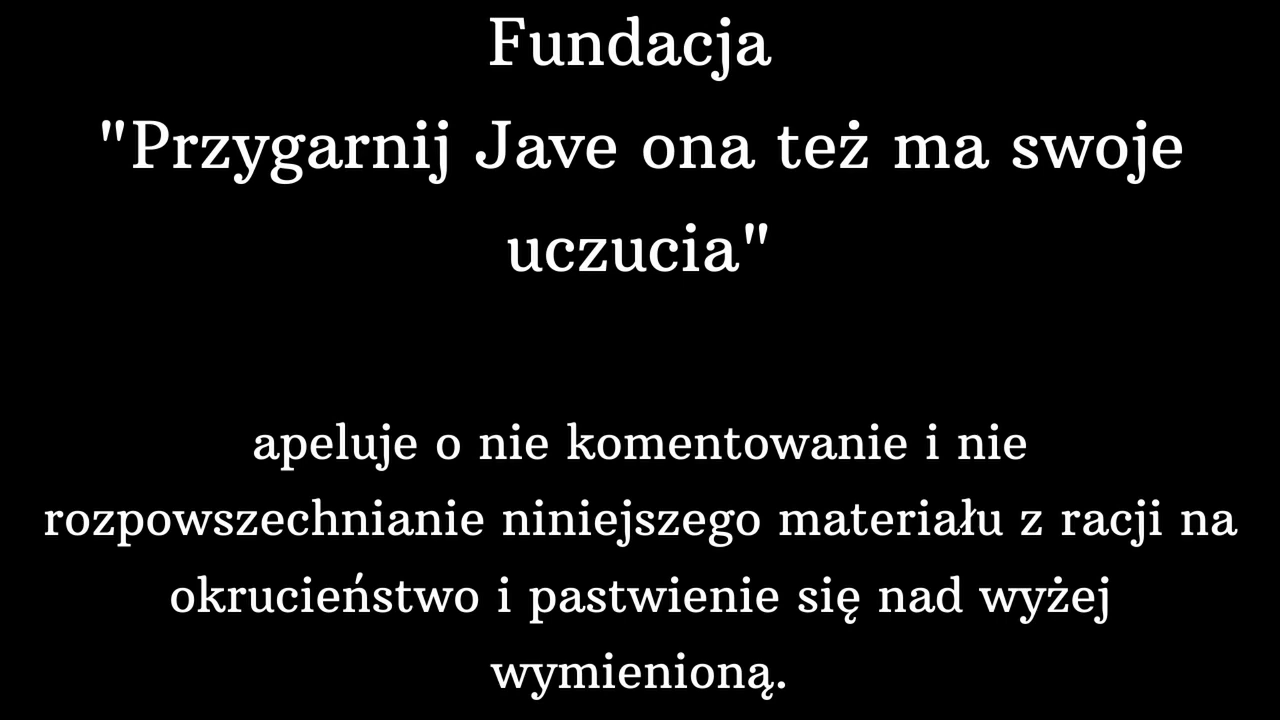 Fundacja
"Przygarnij Jave ona też ma swoje
uczucia"
apeluje o nie komentowanie i nie
rozpowszechnianie niniejszego materiału z racji na
okrucieństwo i pastwienie się nad wyżej
wymienioną.